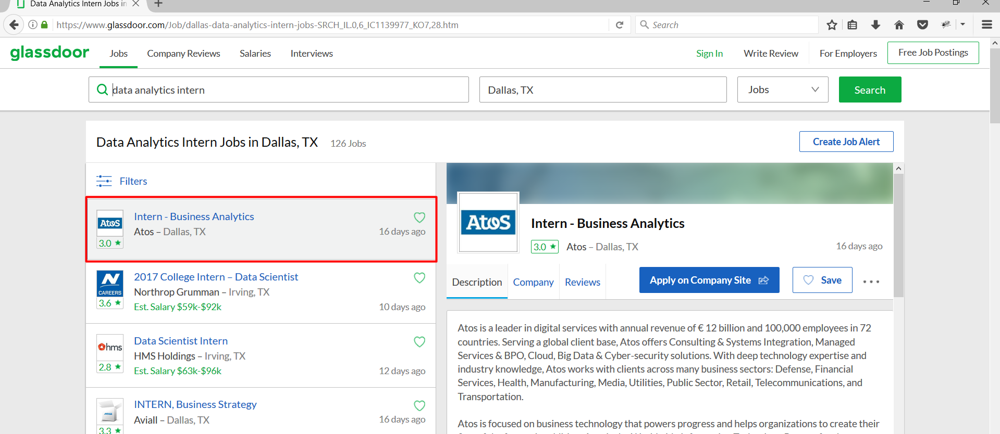 Data Analytics Intern Jobs in
https://www.glassdoor.com/Job/dallas-data-analytics-intern-jobs-SRCH_IL.0,6_IC1139977_KO7,28.htm
Search
glassdoor
Jobs
Company Reviews
Salaries
Interviews
Sign In
Write Review
For Employers
Free Job Postings
data analytics intern
Dallas, TX
Jobs
Search
Data Analytics Intern Jobs in Dallas, TX 126 Jobs
Create Job Alert
Filters
Atos
3.0 ★
Intern - Business Analytics
Atos – Dallas, TX
16 days ago
N
CAREERS
3.6 ★
2017 College Intern – Data Scientist
Northrop Grumman – Irving, TX
Est. Salary $59k-$92k
10 days ago
hms
2.8 ★
Data Scientist Intern
HMS Holdings – Irving, TX
Est. Salary $63k-$96k
12 days ago
3.3 ★
INTERN, Business Strategy
Aviall – Dallas, TX
16 days ago
Atos
Intern - Business Analytics
3.0 ★ Atos – Dallas, TX
16 days ago
Description
Company
Reviews
Apply on Company Site
Save
Atos is a leader in digital services with annual revenue of € 12 billion and 100,000 employees in 72
countries. Serving a global client base, Atos offers Consulting & Systems Integration, Managed
Services & BPO, Cloud, Big Data & Cyber-security solutions. With deep technology expertise and
industry knowledge, Atos works with clients across many business sectors: Defense, Financial
Services, Health, Manufacturing, Media, Utilities, Public Sector, Retail, Telecommunications, and
Transportation.
Atos is focused on business technology that powers progress and helps organizations to create their